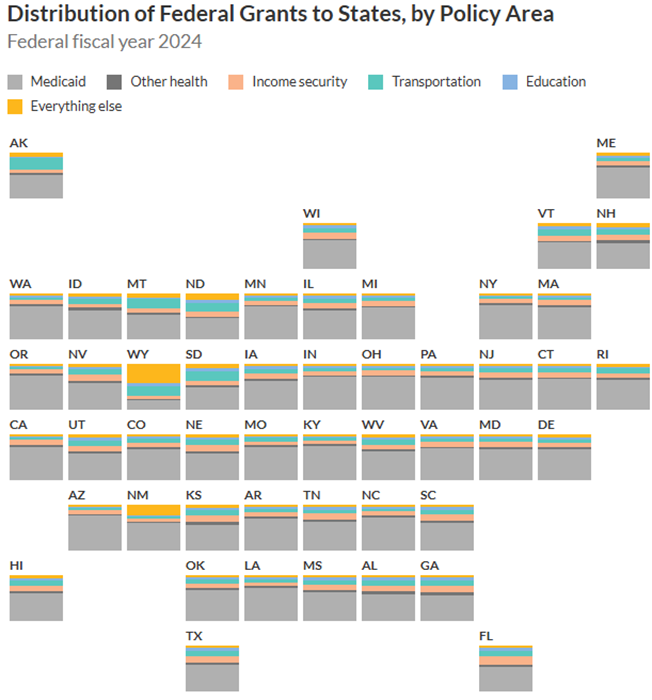 Distribution of Federal Grants to States, by Policy Area
Federal fiscal year 2024
Medicaid Other health Income security Transportation Education
Everything else
AK ME
WI VT NH
WA ID MT ND MN IL MI NY MA
OR NV WY SD IA IN OH PA NJ CT RI
CA UT CO NE MO KY WV VA MD DE
AZ NM KS AR TN NC SC
HI OK LA MS AL GA
TX FL